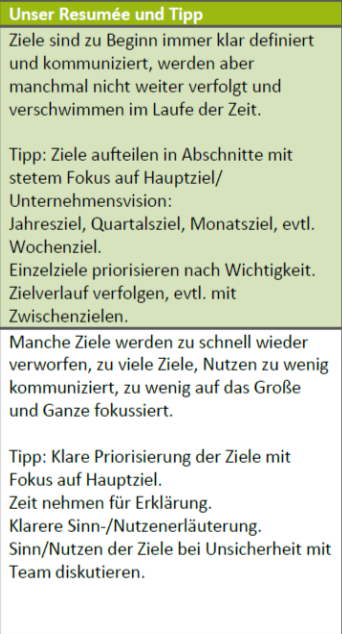 Unser Resumée und Tipp
Ziele sind zu Beginn immer klar definiert
und kommuniziert, werden aber
manchmal nicht weiter verfolgt und
verschwimmen im Laufe der Zeit.
Tipp: Ziele aufteilen in Abschnitte mit
stetem Fokus auf Hauptziel/
Unternehmensvision:
Jahresziel, Quartalsziel, Monatsziel, evtl.
Wochenziel.
Einzelziele priorisieren nach Wichtigkeit.
Zielverlauf verfolgen, evtl. mit
Zwischenzielen.
Manche Ziele werden zu schnell wieder
verworfen, zu viele Ziele, Nutzen zu wenig
kommuniziert, zu wenig auf das Große
und Ganze fokussiert.
Tipp: Klare Priorisierung der Ziele mit
Fokus auf Hauptziel.
Zeit nehmen für Erklärung.
Klarere Sinn-/Nutzenerläuterung.
Sinn/Nutzen der Ziele bei Unsicherheit mit
Team diskutieren.